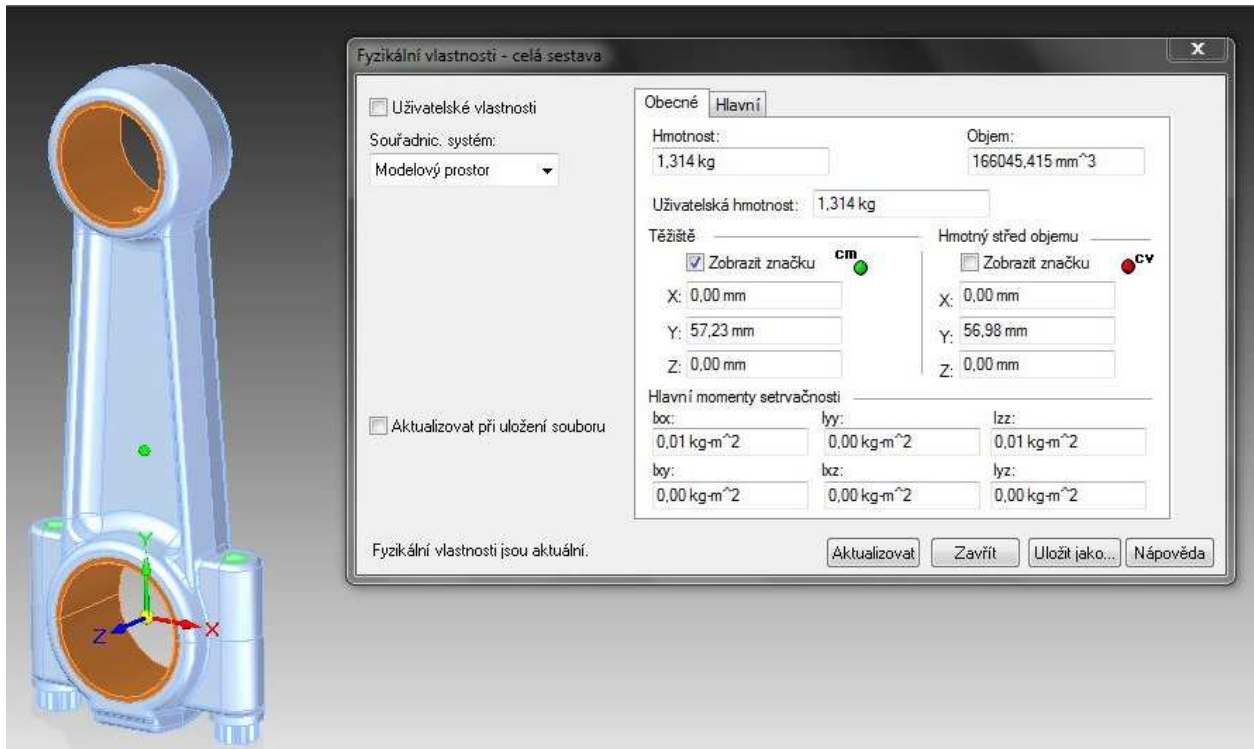 Fyzikální vlastnosti - celá sestava
X
Uživatelské vlastnosti
Souřadnic. systém:
Modelový prostor
Obecné Hlavní
Hmotnost: Objem:
1,314 kg 166045,415 mm^3
Uživatelská hmotnost: 1,314 kg
Těžiště Hmotný střed objemu
Zobrazit značku cm Zobrazit značku cv
X: 0,00 mm X: 0,00 mm
Y: 57,23 mm Y: 56,98 mm
Z: 0,00 mm Z: 0,00 mm
Hlavní momenty setrvačnosti
Ixx: Iyy: Izz:
0,01 kg-m^2 0,00 kg-m^2 0,01 kg-m^2
Ixy: Ixz: Iyz:
0,00 kg-m^2 0,00 kg-m^2 0,00 kg-m^2
Aktualizovat při uložení souboru
Fyzikální vlastnosti jsou aktuální.
Aktualizovat Zavřít Uložit jako... Nápověda
Y
Z X